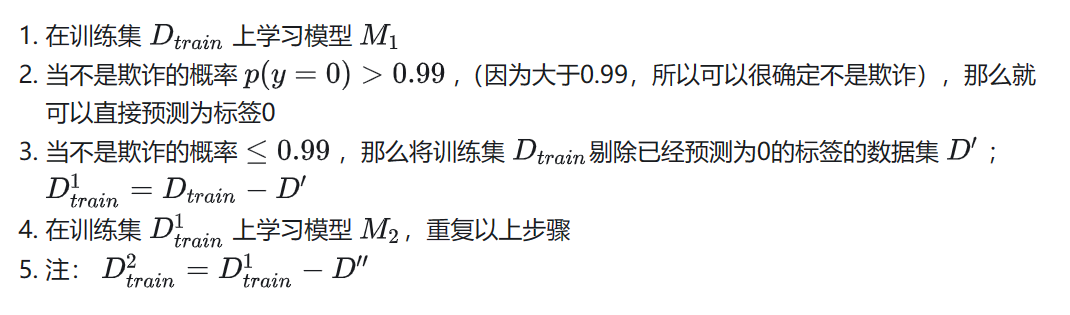 1. 在训练集 $D_{train}$ 上学习模型 $M_1$
2. 当不是欺诈的概率 $p(y = 0) > 0.99$ ，（因为大于0.99，所以可以很确定不是欺诈），那么就
可以直接预测为标签0
3. 当不是欺诈的概率 $\leq 0.99$ ，那么将训练集 $D_{train}$剔除已经预测为0的标签的数据集 $D'$ ；
$D^1_{train} = D_{train} - D'$
4. 在训练集 $D^1_{train}$ 上学习模型 $M_2$，重复以上步骤
5. 注： $D^2_{train} = D^1_{train} - D''$